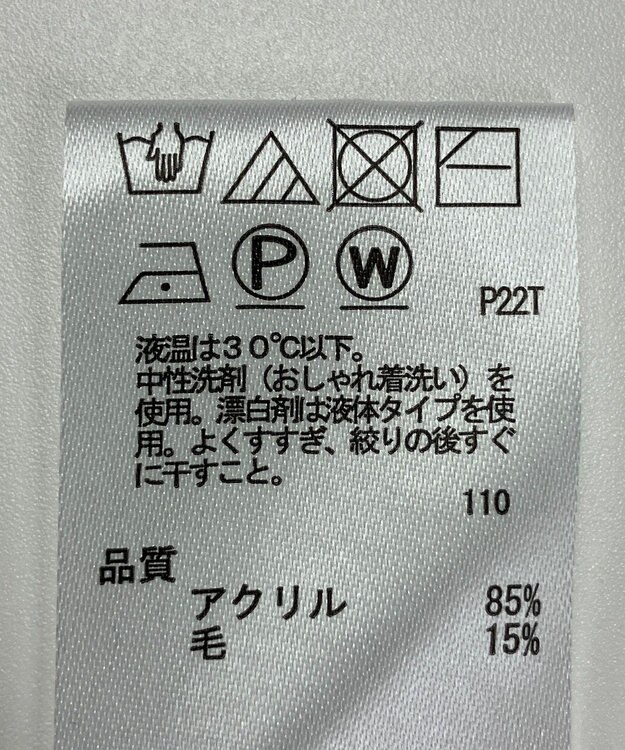 P W
P22T
液温は30℃以下。
中性洗剤（おしゃれ着洗い）を
使用。漂白剤は液体タイプを使
用。よくすすぎ、絞りの後すぐ
に干すこと。
110
品質
アクリル 85%
毛 15%